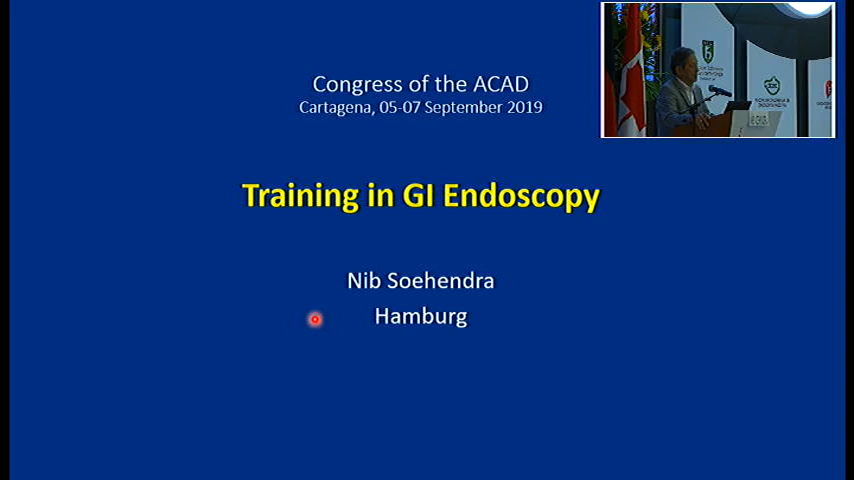 Congress of the ACAD
Cartagena, 05-07 September 2019
Training in GI Endoscopy
Nib Soehendra
Hamburg